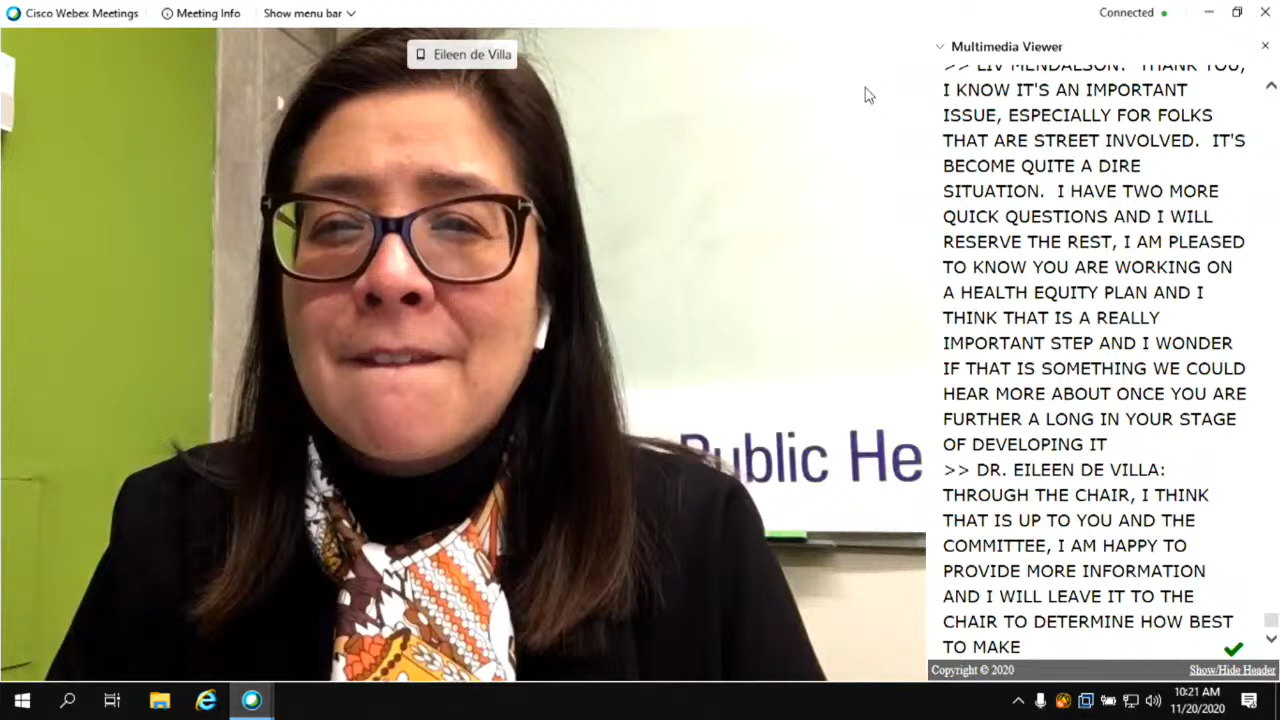 Cisco Webex Meetings
Meeting Info
Show menu bar
Connected
Eileen de Villa
Multimedia Viewer
>> LIV MENDALSON: THANK YOU,
I KNOW IT'S AN IMPORTANT
ISSUE, ESPECIALLY FOR FOLKS
THAT ARE STREET INVOLVED. IT'S
BECOME QUITE A DIRE
SITUATION. I HAVE TWO MORE
QUICK QUESTIONS AND I WILL
RESERVE THE REST, I AM PLEASED
TO KNOW YOU ARE WORKING ON
A HEALTH EQUITY PLAN AND I
THINK THAT IS A REALLY
IMPORTANT STEP AND I WONDER
IF THAT IS SOMETHING WE COULD
HEAR MORE ABOUT ONCE YOU ARE
FURTHER A LONG IN YOUR STAGE
OF DEVELOPING IT
>> DR. EILEEN DE VILLA:
THROUGH THE CHAIR, I THINK
THAT IS UP TO YOU AND THE
COMMITTEE, I AM HAPPY TO
PROVIDE MORE INFORMATION
AND I WILL LEAVE IT TO THE
CHAIR TO DETERMINE HOW BEST
TO MAKE
Public He
Copyright © 2020
Show/Hide Header
10:21 AM
11/20/2020